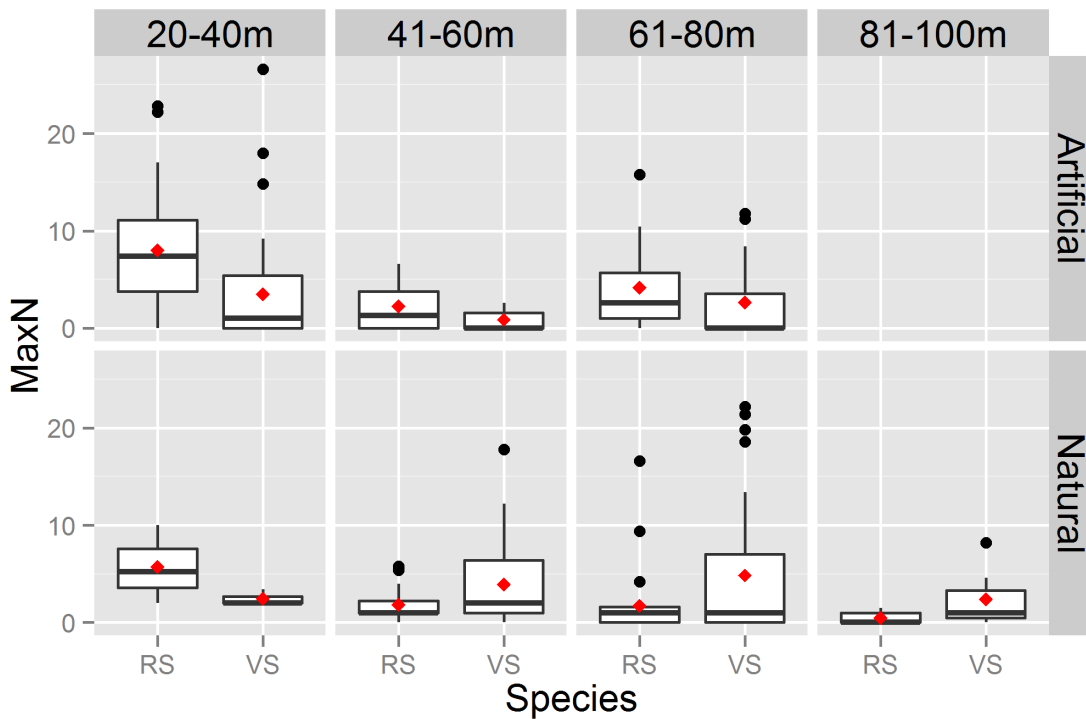 20-40m 41-60m 61-80m 81-100m
20
10
0
Artificial
MaxN
20
10
0
Natural
RS VS RS VS RS VS RS VS
Species